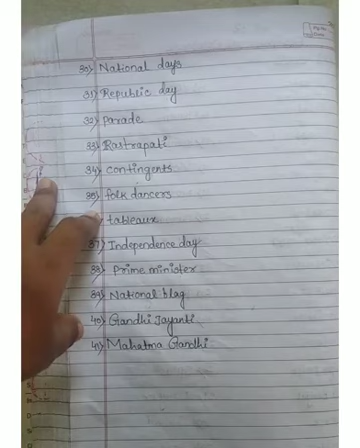 30) National days
31) Republic day
32) Parade
33) Rastrapati
34) Contingents
35) folk dancers
) tableaux
37) Independence day
38) Prime minister
39) National blag
40) Gandhi Jayanti
41) Mahatma Gandhi